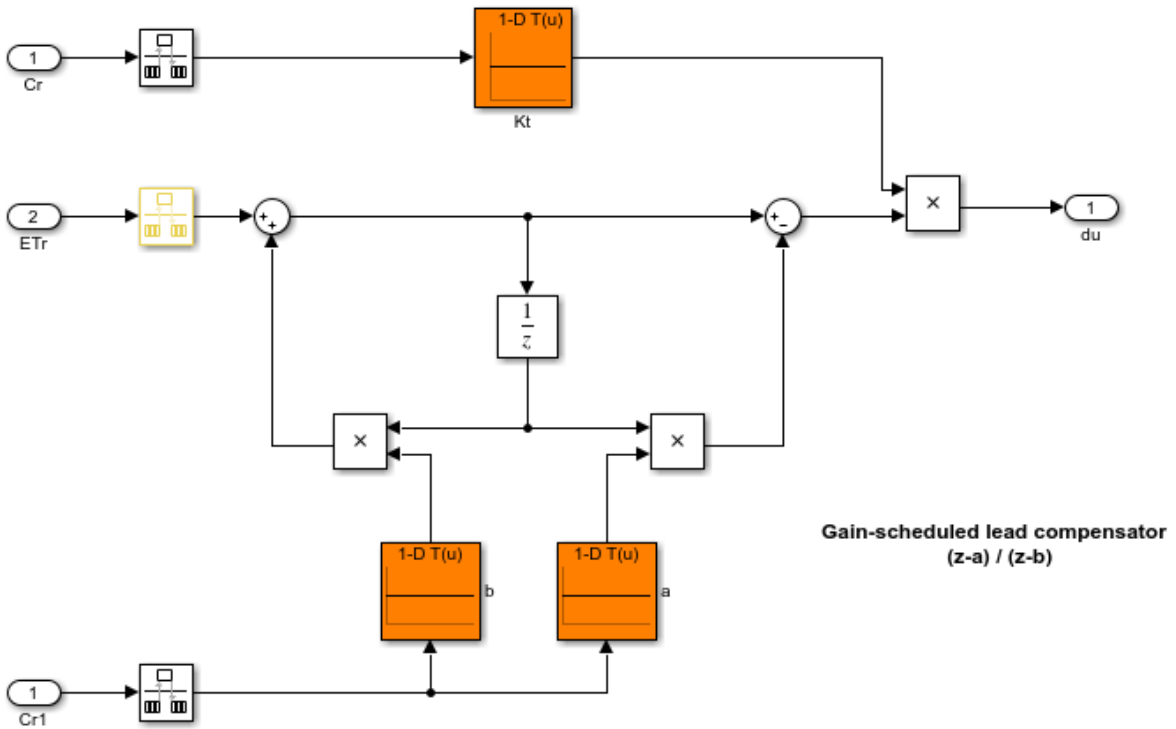 1-D T(u)
1
Cr
Kt
2
ETr
+
+
+
−
×
1
du
1
z
×
×
Gain-scheduled lead compensator
(z-a) / (z-b)
1-D T(u)
b
1-D T(u)
a
1
Cr1